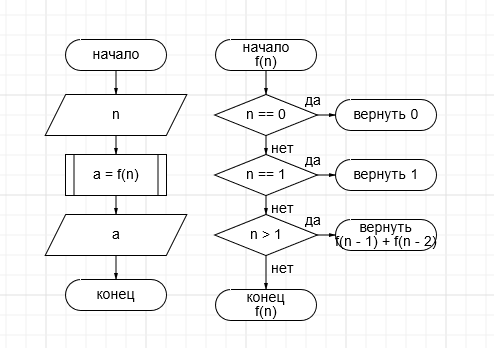 начало
n
a = f(n)
a
конец
начало
f(n)
n == 0
да
вернуть 0
нет
n == 1
да
вернуть 1
нет
n > 1
да
вернуть
f(n - 1) + f(n - 2)
нет
конец
f(n)